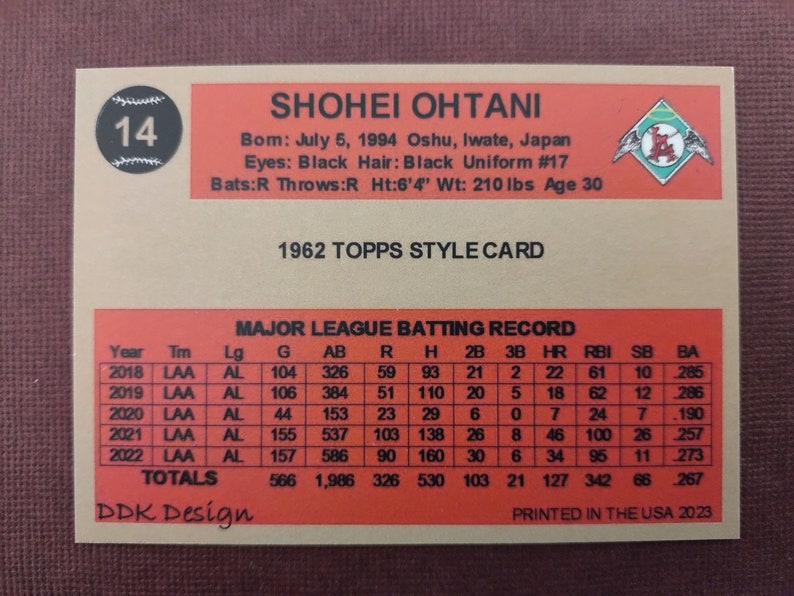 14
SHOHEI OHTANI
Born: July 5, 1994 Oshu, Iwate, Japan
Eyes: Black Hair: Black Uniform #17
Bats:R Throws:R Ht:6'4" Wt: 210 lbs Age 30
LA
1962 TOPPS STYLE CARD
MAJOR LEAGUE BATTING RECORD
Year Tm Lg G AB R H 2B 3B HR RBI SB BA
2018 LAA AL 104 326 59 93 21 2 22 61 10 .285
2019 LAA AL 106 384 51 110 20 5 18 62 12 .286
2020 LAA AL 44 153 23 29 6 0 7 24 7 .190
2021 LAA AL 155 537 103 138 26 8 46 100 26 .257
2022 LAA AL 157 586 90 160 30 6 34 95 11 .273
TOTALS 566 1,986 326 530 103 21 127 342 66 .267
DDK Design PRINTED IN THE USA 2023